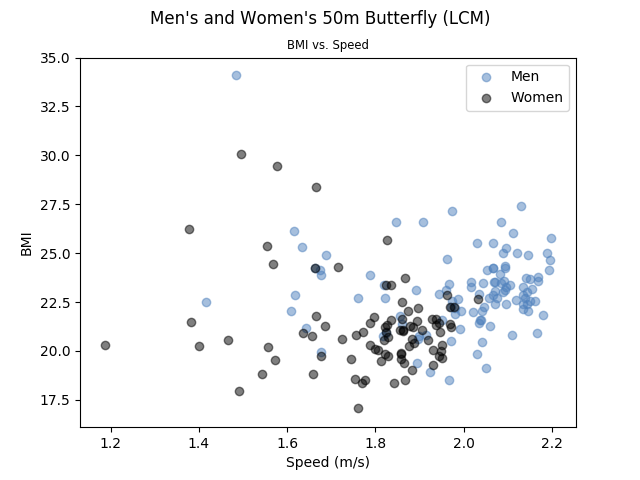 Men's and Women's 50m Butterfly (LCM)
BMI vs. Speed
35.0
32.5
30.0
27.5
25.0
22.5
20.0
17.5
BMI
Men
Women
1.2
1.4
1.6
1.8
2.0
2.2
Speed (m/s)